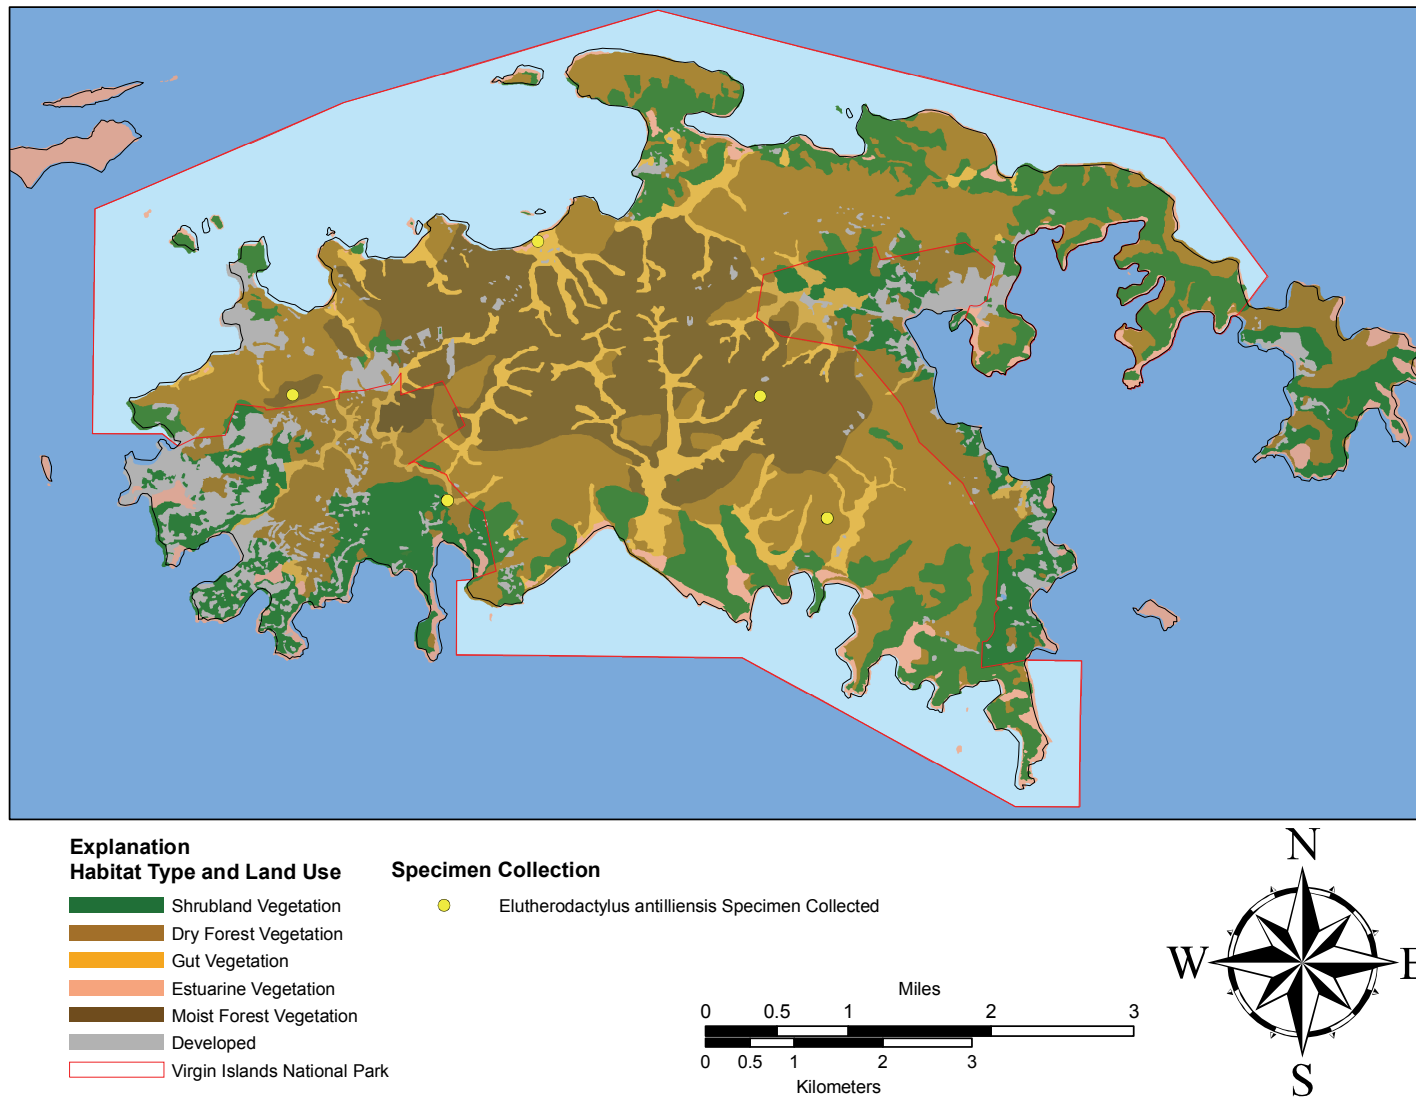 Explanation
Habitat Type and Land Use
Shrubland Vegetation
Dry Forest Vegetation
Gut Vegetation
Estuarine Vegetation
Moist Forest Vegetation
Developed
Virgin Islands National Park
Specimen Collection
Elutherodactylus antilliensis Specimen Collected
Miles
0 0.5 1 2 3
0 0.5 1 2 3
Kilometers
N
W E
S